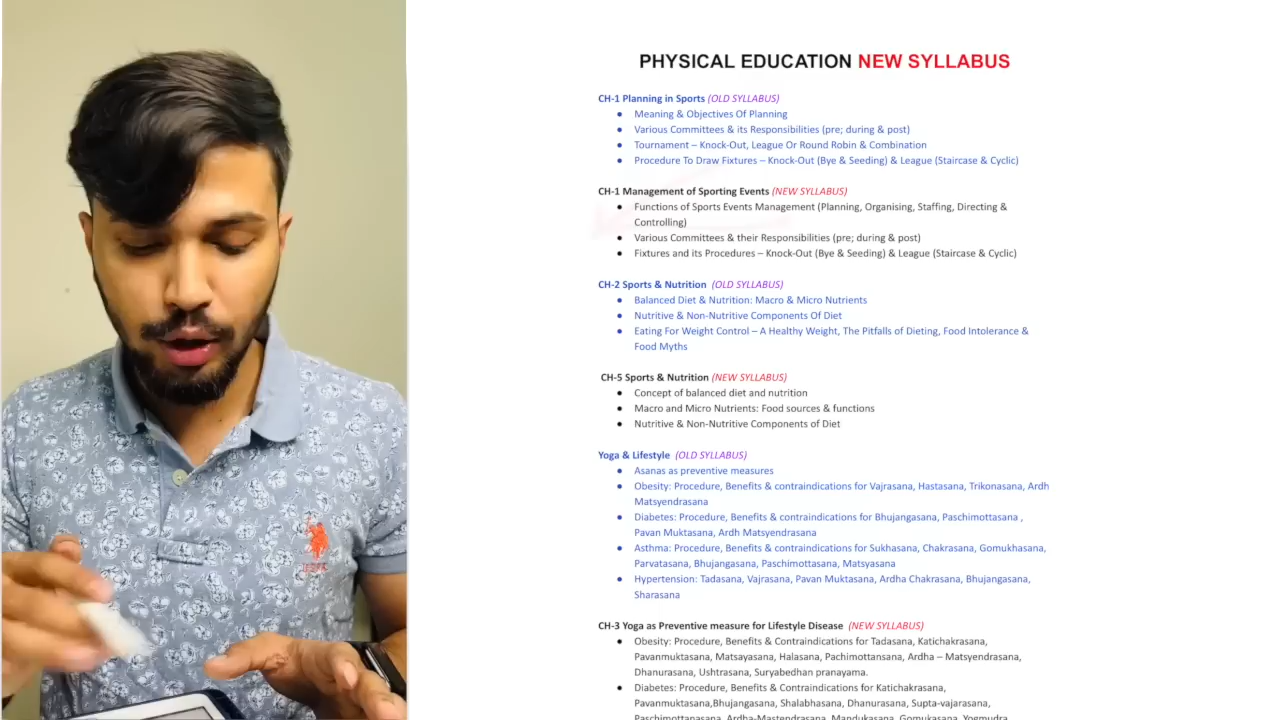 PHYSICAL EDUCATION NEW SYLLABUS
CH-1 Planning in Sports (OLD SYLLABUS)
● Meaning & Objectives Of Planning
● Various Committees & its Responsibilities (pre; during & post)
● Tournament – Knock-Out, League Or Round Robin & Combination
● Procedure To Draw Fixtures – Knock-Out (Bye & Seeding) & League (Staircase & Cyclic)
CH-1 Management of Sporting Events (NEW SYLLABUS)
● Functions of Sports Events Management (Planning, Organising, Staffing, Directing &
Controlling)
● Various Committees & their Responsibilities (pre; during & post)
● Fixtures and its Procedures – Knock-Out (Bye & Seeding) & League (Staircase & Cyclic)
CH-2 Sports & Nutrition (OLD SYLLABUS)
● Balanced Diet & Nutrition: Macro & Micro Nutrients
● Nutritive & Non-Nutritive Components Of Diet
● Eating For Weight Control – A Healthy Weight, The Pitfalls of Dieting, Food Intolerance &
Food Myths
CH-5 Sports & Nutrition (NEW SYLLABUS)
● Concept of balanced diet and nutrition
● Macro and Micro Nutrients: Food sources & functions
● Nutritive & Non-Nutritive Components of Diet
Yoga & Lifestyle (OLD SYLLABUS)
● Asanas as preventive measures
● Obesity: Procedure, Benefits & contraindications for Vajrasana, Hastasana, Trikonasana, Ardh
Matsyendrasana
● Diabetes: Procedure, Benefits & contraindications for Bhujangasana, Paschimottasana ,
Pavan Muktasana, Ardh Matsyendrasana
● Asthma: Procedure, Benefits & contraindications for Sukhasana, Chakrasana, Gomukhasana,
Parvatasana, Bhujangasana, Paschimottasana, Matsyasana
● Hypertension: Tadasana, Vajrasana, Pavan Muktasana, Ardha Chakrasana, Bhujangasana,
Sharasana
CH-3 Yoga as Preventive measure for Lifestyle Disease (NEW SYLLABUS)
● Obesity: Procedure, Benefits & Contraindications for Tadasana, Katichakrasana,
Pavanmuktasana, Matsayasana, Halasana, Pachimottansana, Ardha – Matsyendrasana,
Dhanurasana, Ushtrasana, Suryabedhan pranayama.
● Diabetes: Procedure, Benefits & Contraindications for Katichakrasana,
Pavanmuktasana,Bhujangasana, Shalabhasana, Dhanurasana, Supta-vajarasana,
Paschimottanasana, Ardha-Mastendrasana, Mandukasana, Gomukasana, Yogmudra